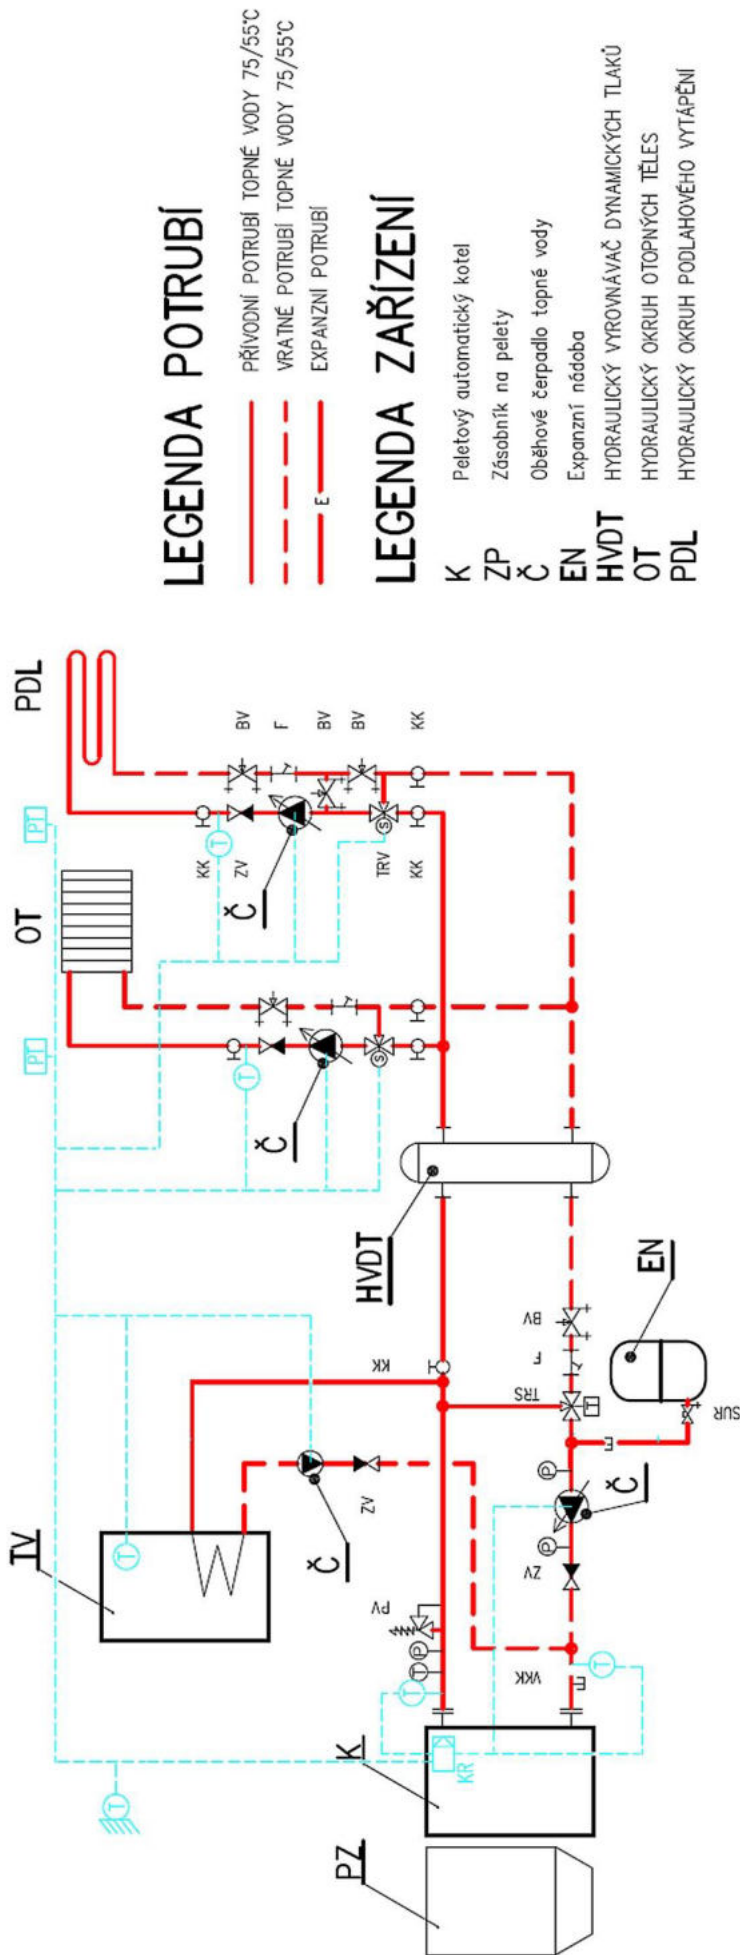 LEGENDA POTRUBÍ
PŘÍVODNÍ POTRUBÍ TOPNÉ VODY 75/55°C
VRATNÉ POTRUBÍ TOPNÉ VODY 75/55°C
E EXPANZNÍ POTRUBÍ
LEGENDA ZAŘÍZENÍ
K Peletový automatický kotel
ZP Zásobník na pelety
Č Oběhové čerpadlo topné vody
EN Expanzní nádoba
HVDT HYDRAULICKÝ VYROVNÁVAČ DYNAMICKÝCH TLAKŮ
OT HYDRAULICKÝ OKRUH OTOPNÝCH TĚLES
PDL HYDRAULICKÝ OKRUH PODLAHOVÉHO VYTÁPĚNÍ
T
TV
T
PT
OT
PT
PDL
KK
ZV
T
Č
BV
F
BV
BV
TRV
S
KK
KK
T
Č
S
Č
ZV
HVDT
KK
PV
T
P
T
K
KR
PZ
VKK
E
T
ZV
P
P
Č
TRS
T
F
BV
E
SUR
EN